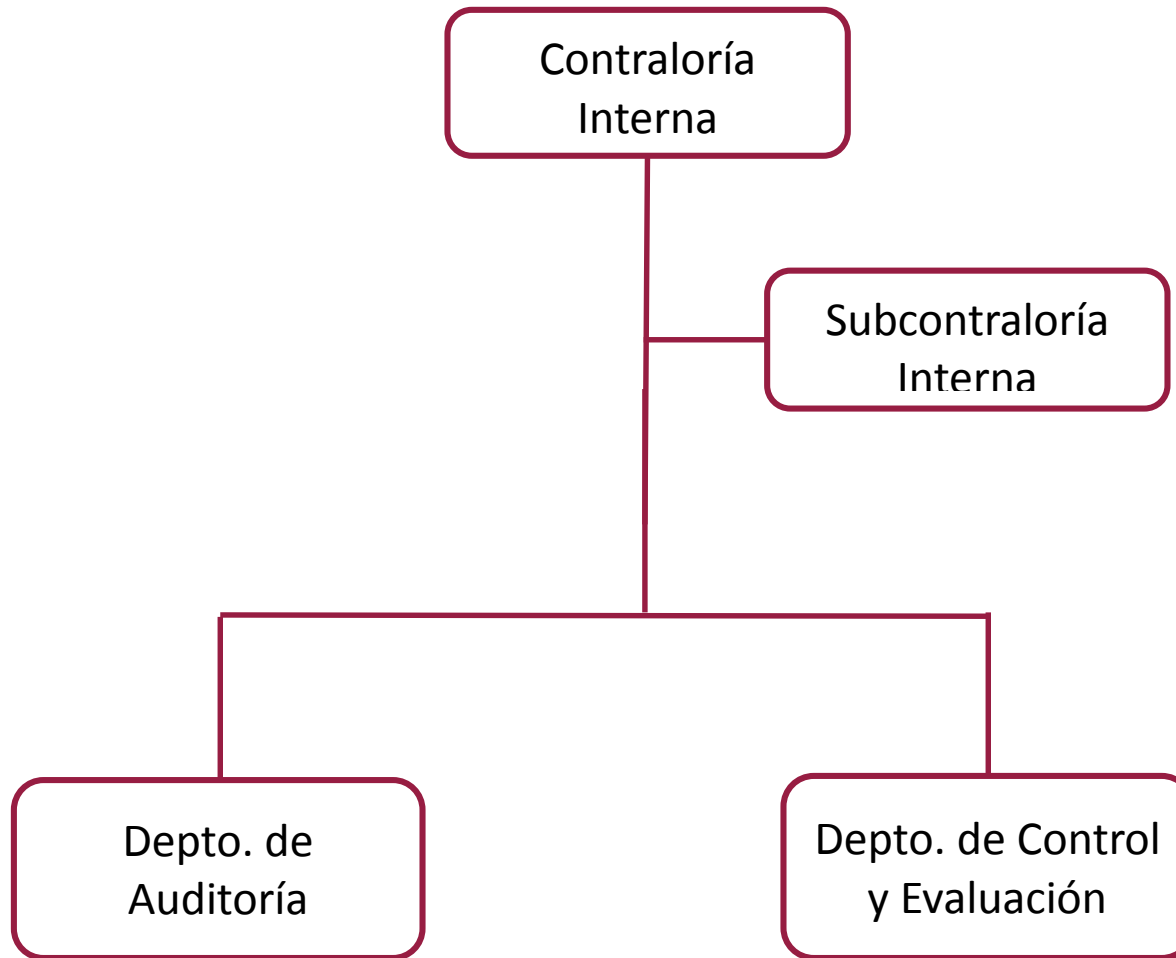 Contraloría
Interna
Subcontraloría
Interna
Depto. de
Auditoría
Depto. de Control
y Evaluación